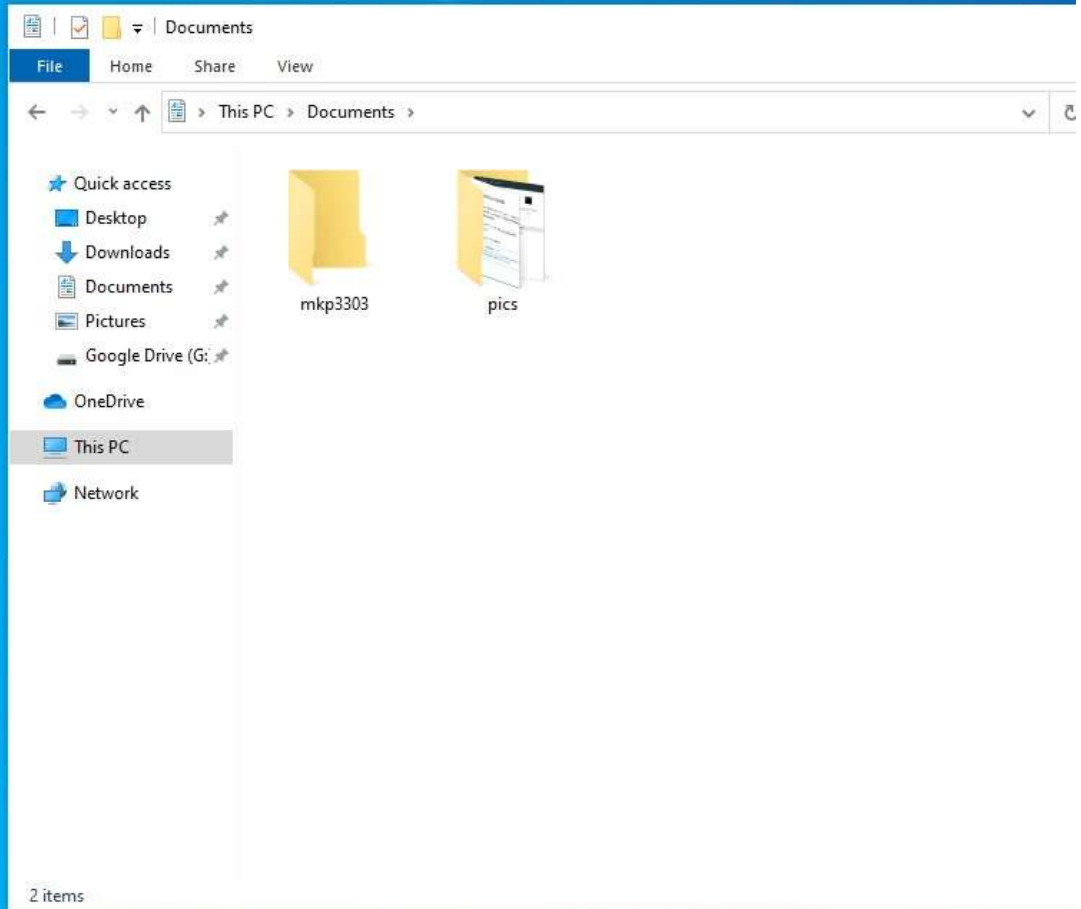 Documents
File Home Share View
This PC > Documents >
Quick access
Desktop
Downloads
Documents
Pictures
Google Drive (G:
OneDrive
This PC
Network
mkp3303 pics
2 items